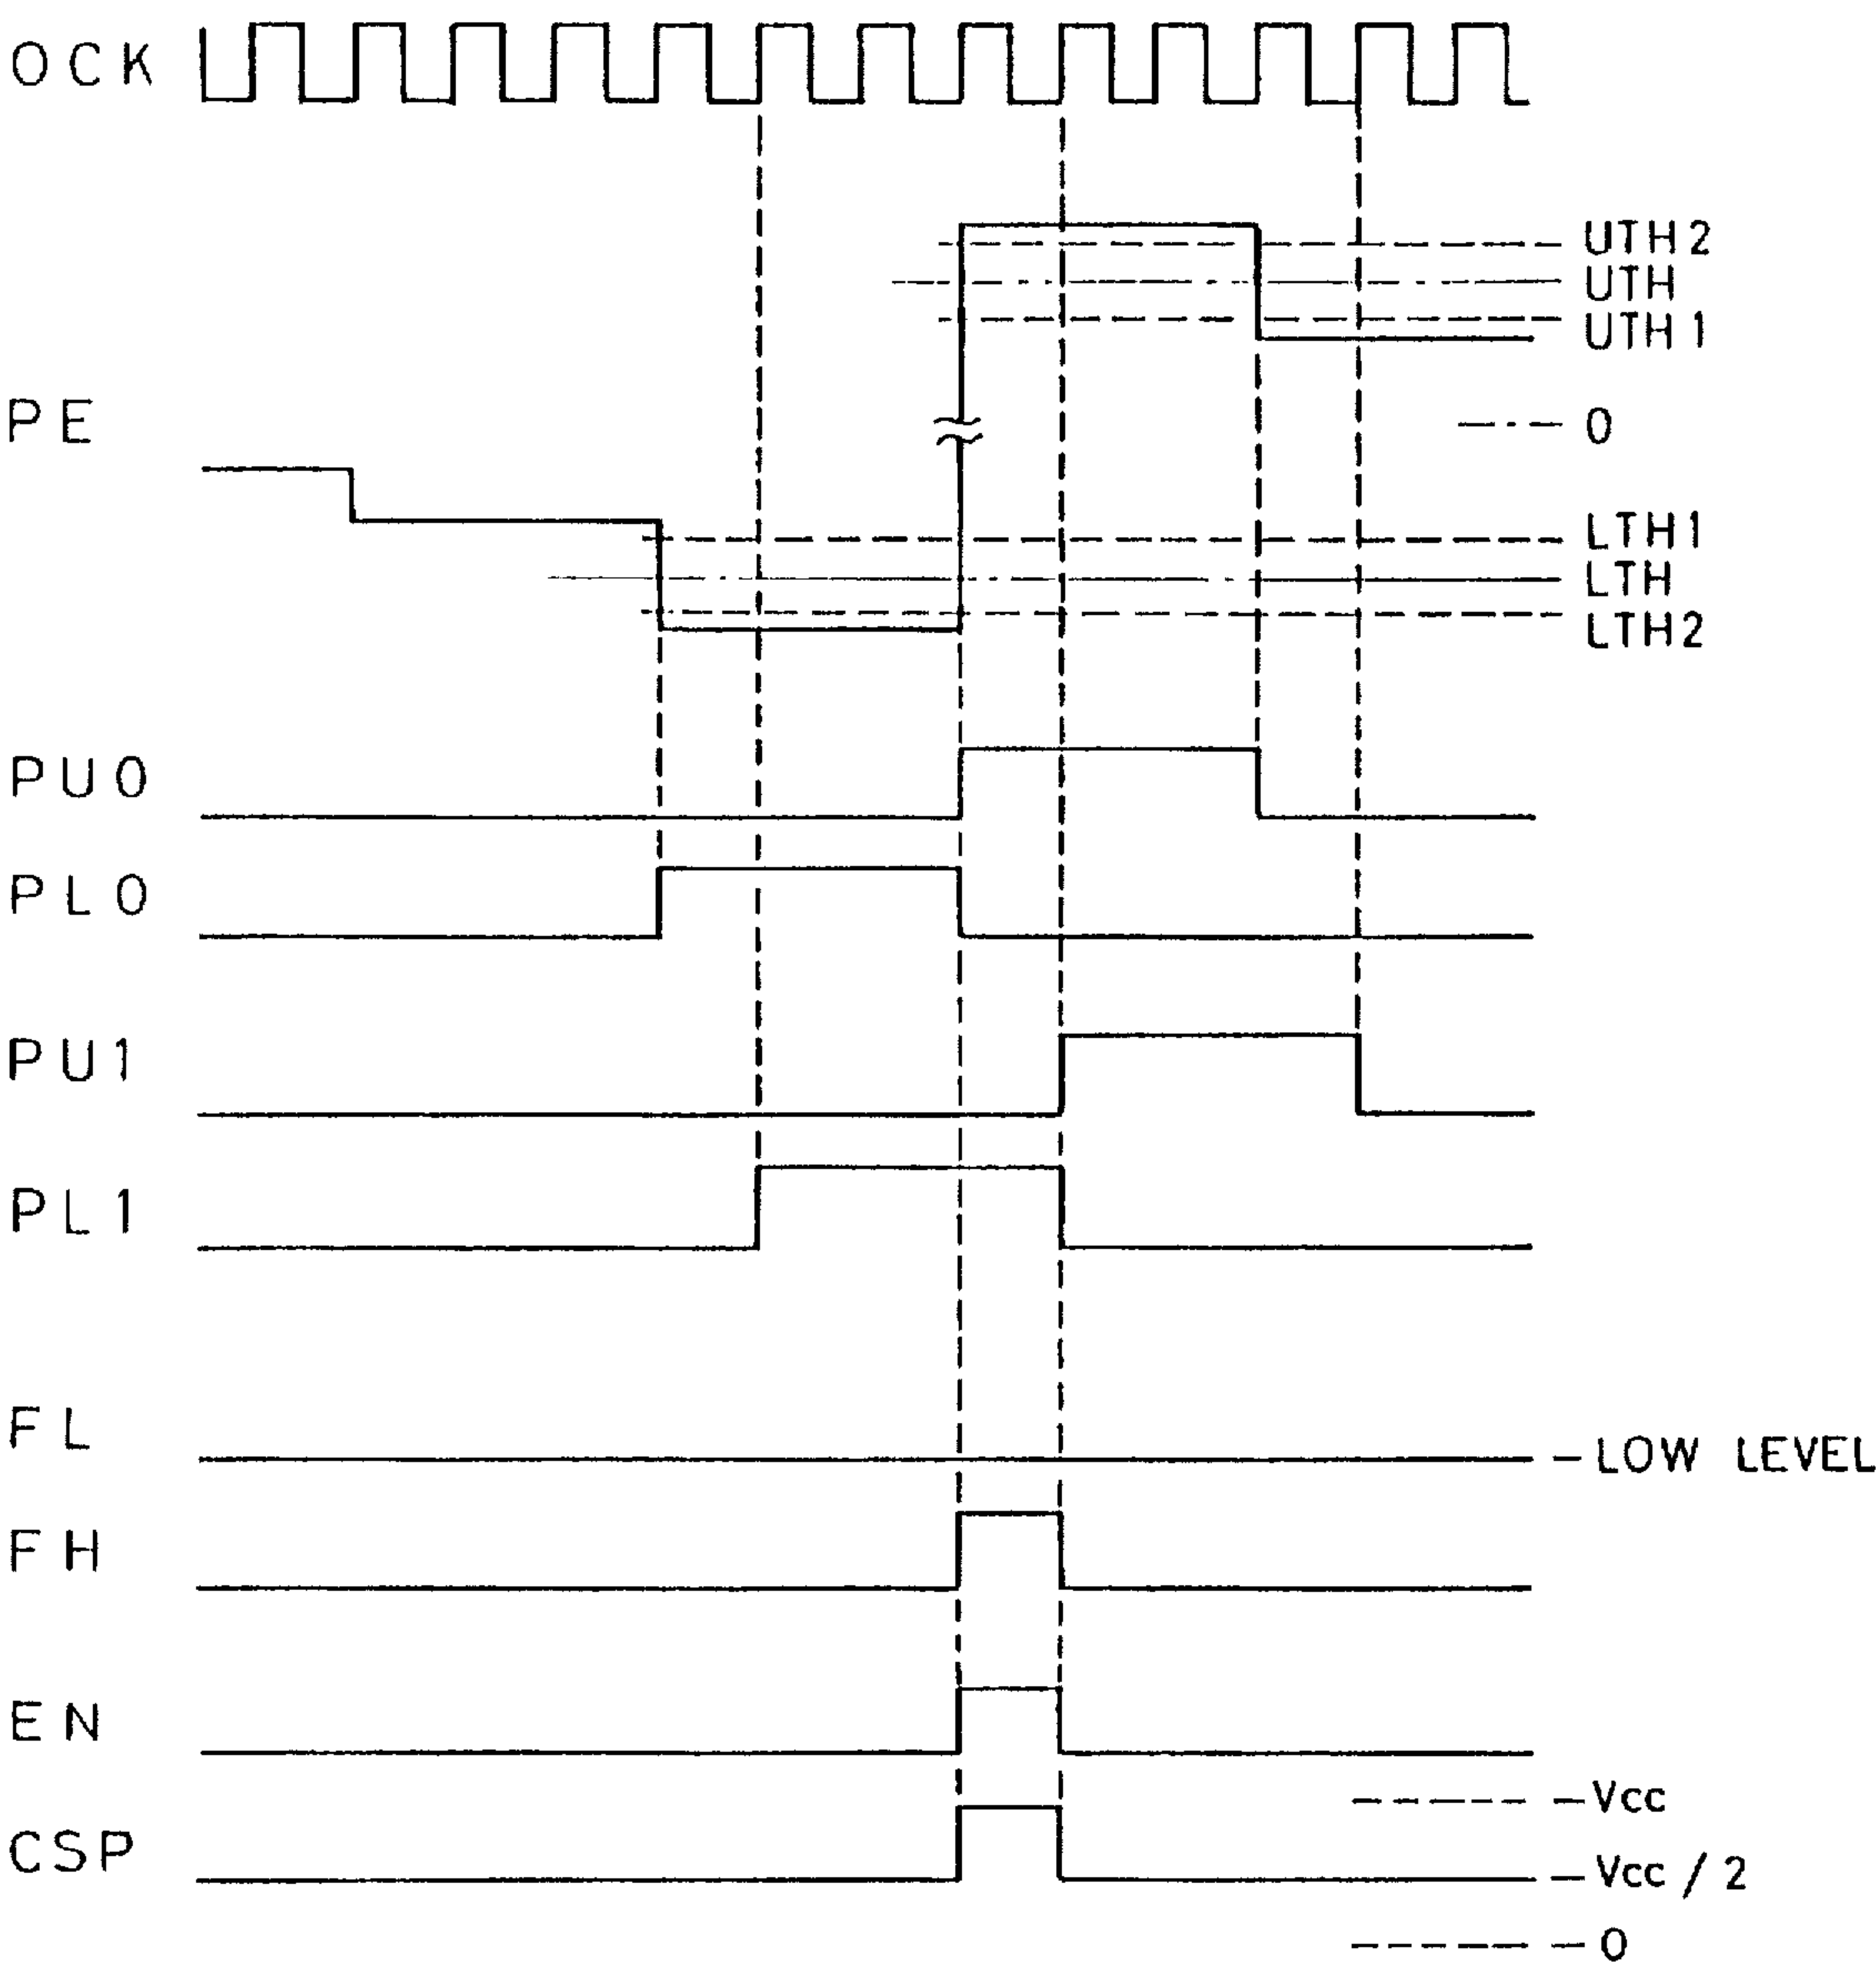 OCK
UTH2
UTH
UTH1
PE
0
LTH1
LTH
LTH2
PU0
PL0
PU1
PL1
FL
LOW LEVEL
FH
EN
Vcc
CSP
Vcc/2
0